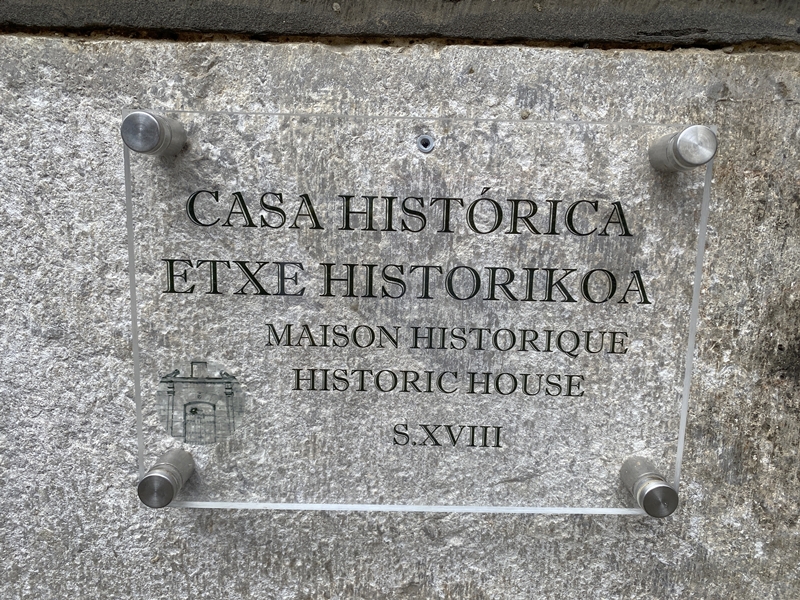 CASA HISTÓRICA
ETXE HISTORIKOA
MAISON HISTORIQUE
HISTORIC HOUSE
S.XVIII